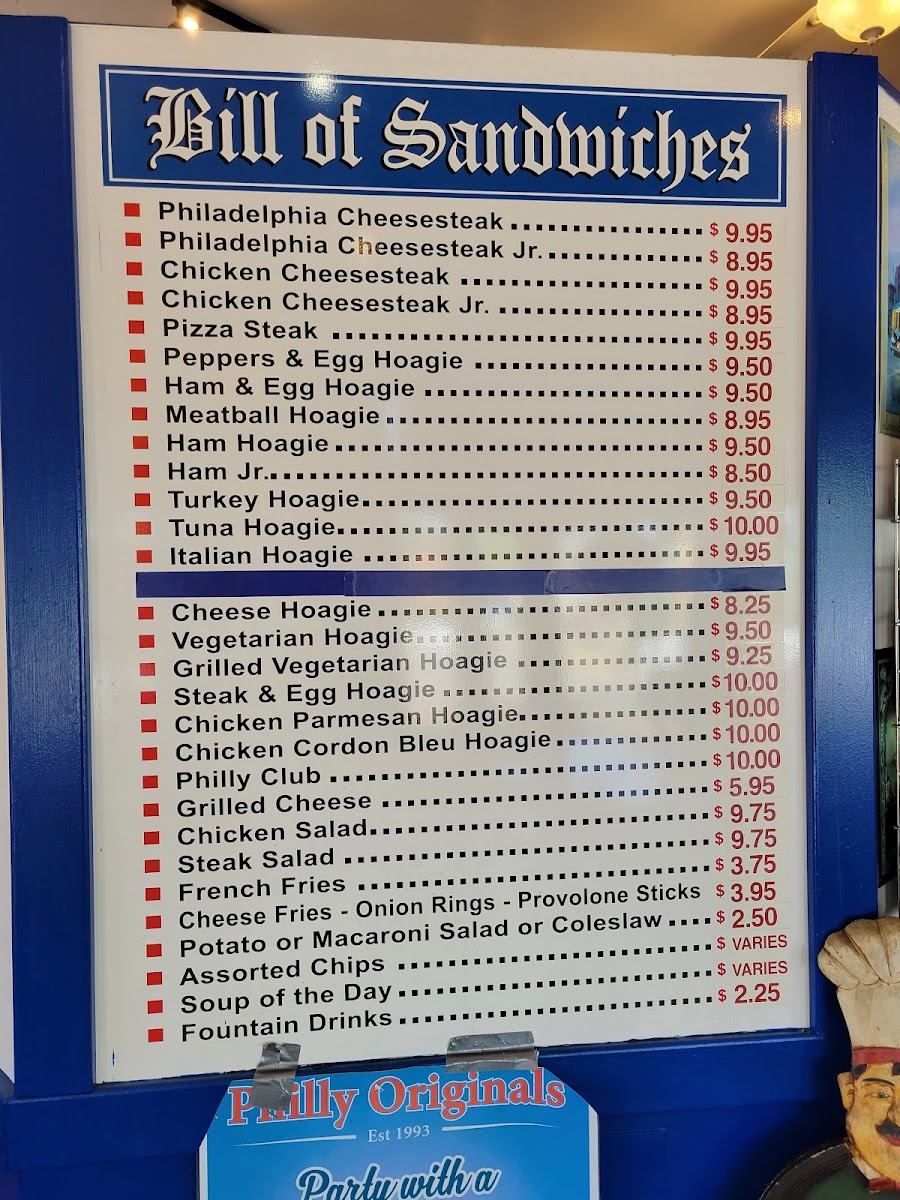 Bill of Sandwiches
Philadelphia Cheesesteak ........................ $ 9.95
Philadelphia Cheesesteak Jr. .................... $ 8.95
Chicken Cheesesteak ........................ $ 9.95
Chicken Cheesesteak Jr. ........................ $ 8.95
Pizza Steak ........................ $ 9.95
Peppers & Egg Hoagie ........................ $ 9.50
Ham & Egg Hoagie ........................ $ 9.50
Meatball Hoagie ........................ $ 8.95
Ham Hoagie ........................ $ 9.50
Ham Jr. ........................ $ 8.50
Turkey Hoagie ........................ $ 9.50
Tuna Hoagie ........................ $ 10.00
Italian Hoagie ........................ $ 9.95
Cheese Hoagie ........................ $ 8.25
Vegetarian Hoagie ........................ $ 9.50
Grilled Vegetarian Hoagie ........................ $ 9.25
Steak & Egg Hoagie ........................ $ 10.00
Chicken Parmesan Hoagie ........................ $ 10.00
Chicken Cordon Bleu Hoagie ........................ $ 10.00
Philly Club ........................ $ 10.00
Grilled Cheese ........................ $ 5.95
Chicken Salad ........................ $ 9.75
Steak Salad ........................ $ 9.75
French Fries ........................ $ 3.75
Cheese Fries - Onion Rings - Provolone Sticks $ 3.95
Potato or Macaroni Salad or Coleslaw .... $ 2.50
Assorted Chips ........................ $ VARIES
Soup of the Day ........................ $ VARIES
Fountain Drinks ........................ $ 2.25
Philly Originals
Est 1993
Party with a